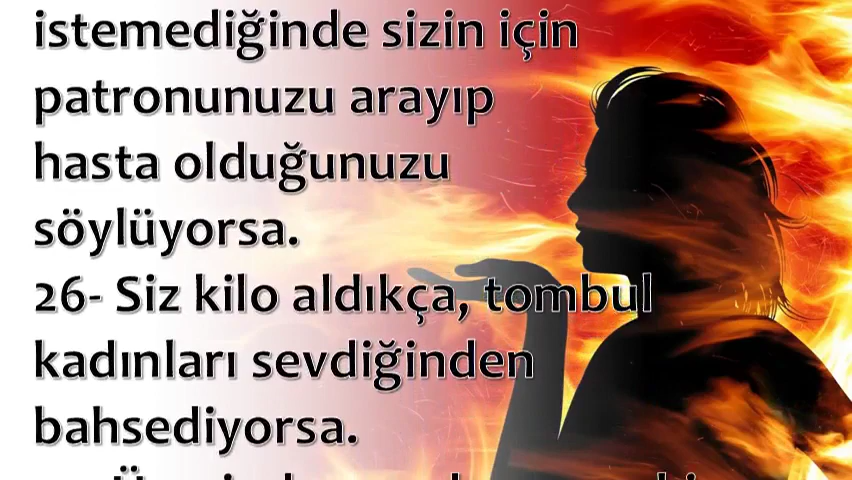 istemediğinde sizin için
patronunuzu arayıp
hasta olduğunuzu
söylüyorsa.
26- Siz kilo aldıkça, tombul
kadınları sevdiğinden
bahsediyorsa.